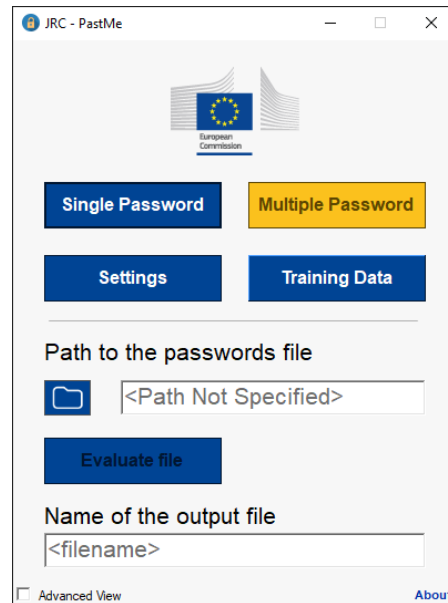 JRC - PastMe
European
Commission
Single Password
Multiple Password
Settings
Training Data
Path to the passwords file
<Path Not Specified>
Evaluate file
Name of the output file
<filename>
Advanced View
About